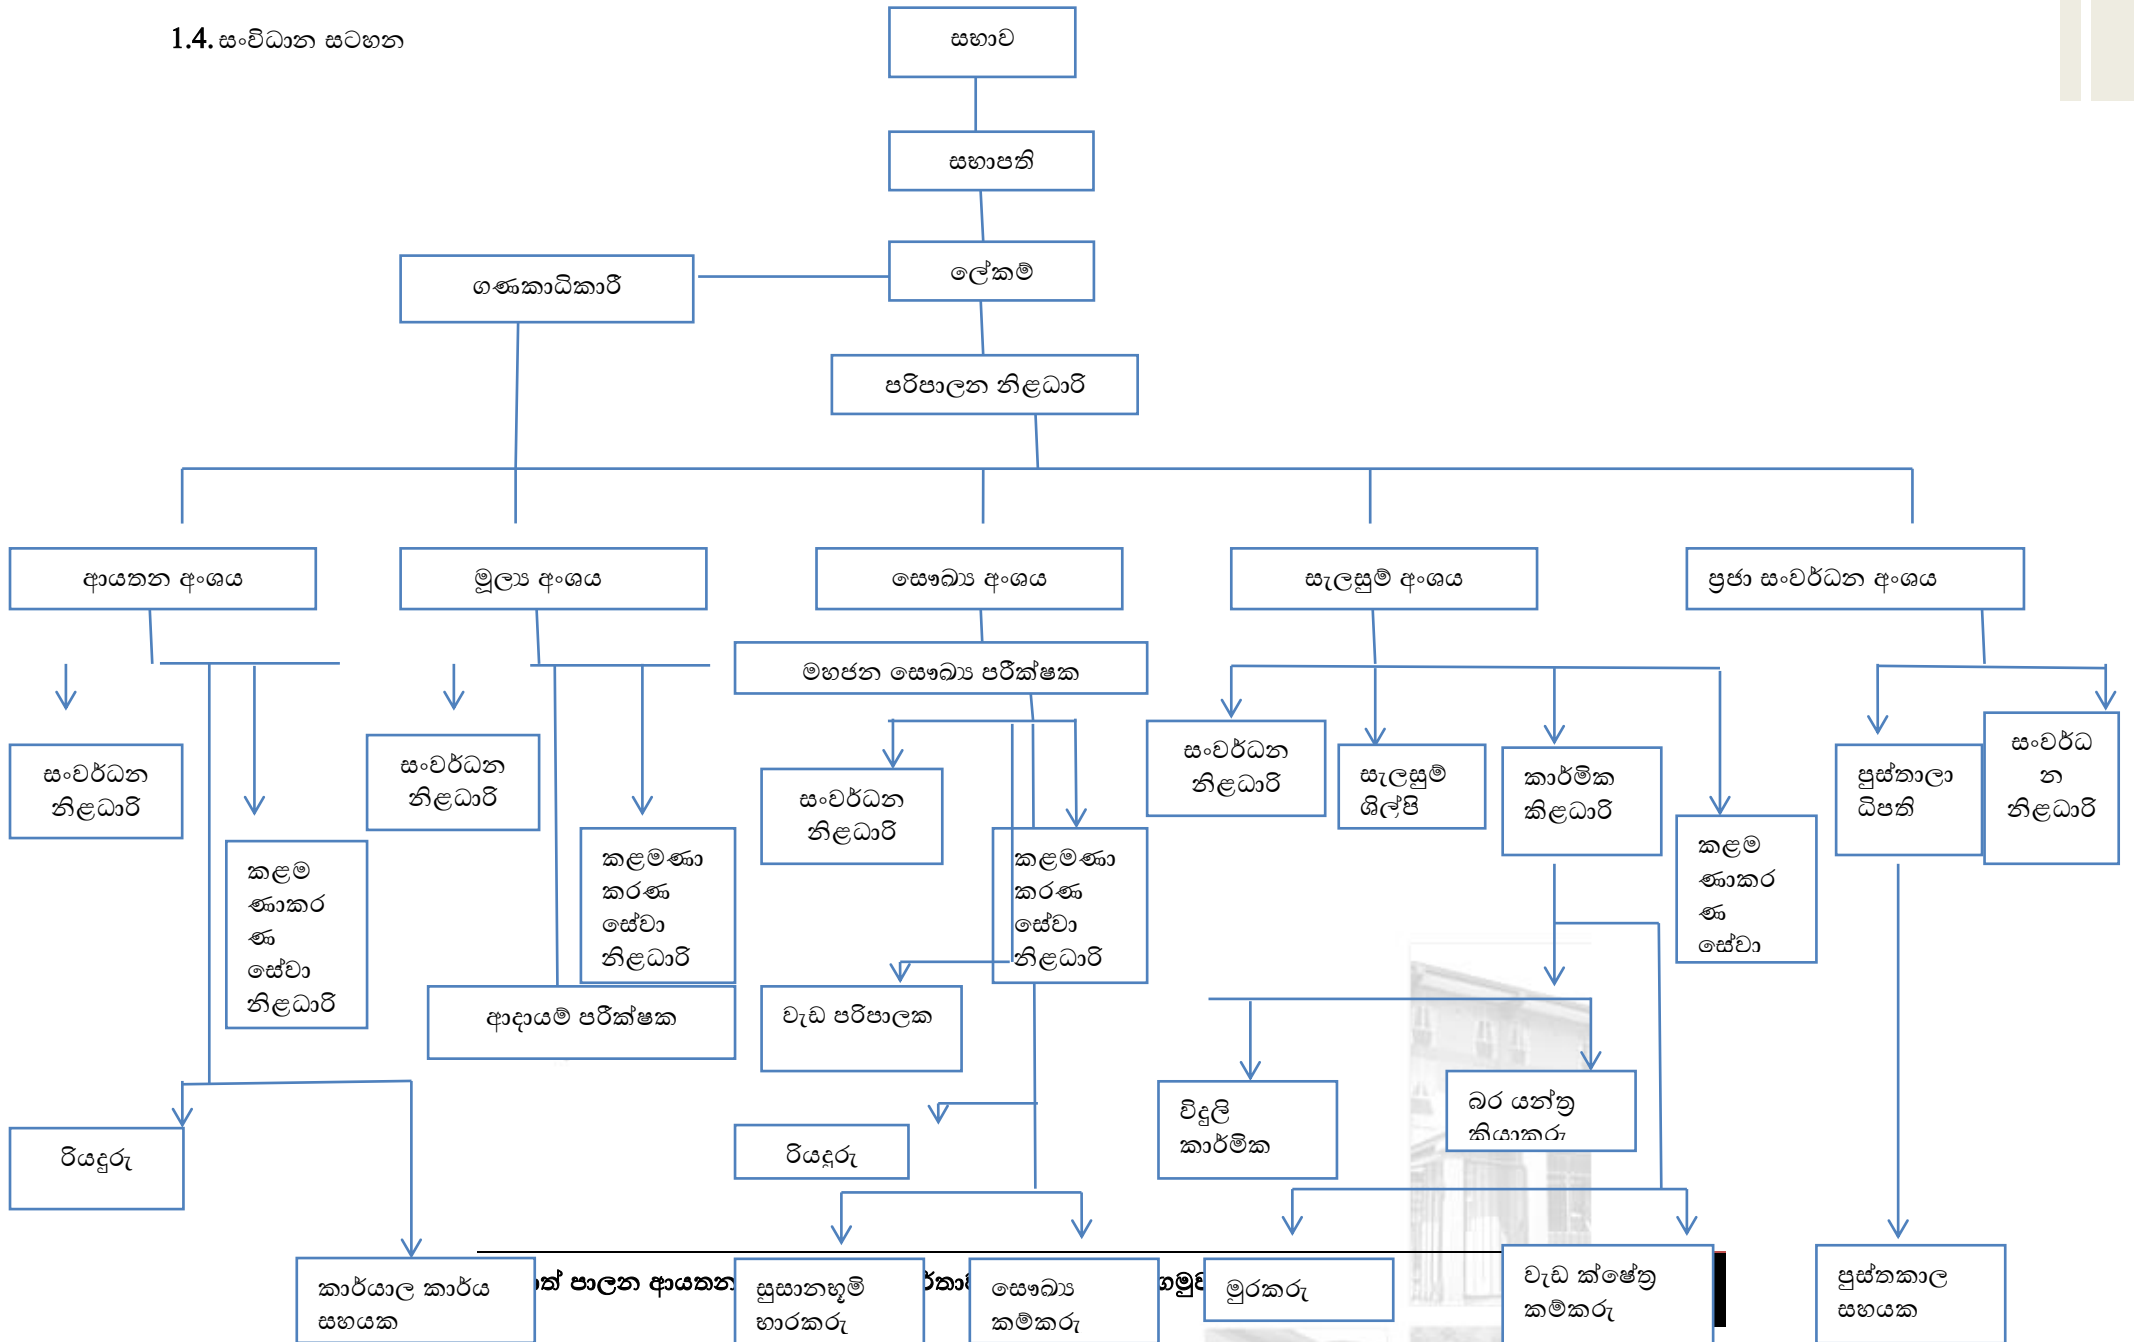 1.4. සංවිධාන සටහන
සභාව
සභාපති
ලේකම්
ගණකාධිකාරී
පරිපාලන නිළධාරි
ආයතන අංශය
මූල්‍ය අංශය
සෞඛ්‍ය අංශය
සැලසුම් අංශය
ප්‍රජා සංවර්ධන අංශය
මහජන සෞඛ්‍ය පරීක්ෂක
සංවර්ධන
නිළධාරි
කළම
ණාකර
ණ
සේවා
නිළධාරි
සංවර්ධන
නිළධාරි
කළමණා
කරණ
සේවා
නිළධාරි
ආදායම් පරීක්ෂක
සංවර්ධන
නිළධාරි
කළමණා
කරණ
සේවා
නිළධාරි
වැඩ පරිපාලක
සංවර්ධන
නිළධාරි
සැලසුම්
ශිල්පි
කාර්මික
කිළධාරි
කළම
ණාකර
ණ
සේවා
පුස්තාලා
ධිපති
සංවර්ධ
න
නිළධාරි
රියදුරු
රියදුරු
විදුලි
කාර්මික
බර යන්ත්‍ර
කාර්යාල කාර්ය
සහයක
පාලන ආයතන
සුසානභූමි
භාරකරු
සෞඛ්‍ය
කම්කරු
මුරකරු
වැඩ ක්ෂේත්‍ර
කම්කරු
පුස්තකාල
සහයක